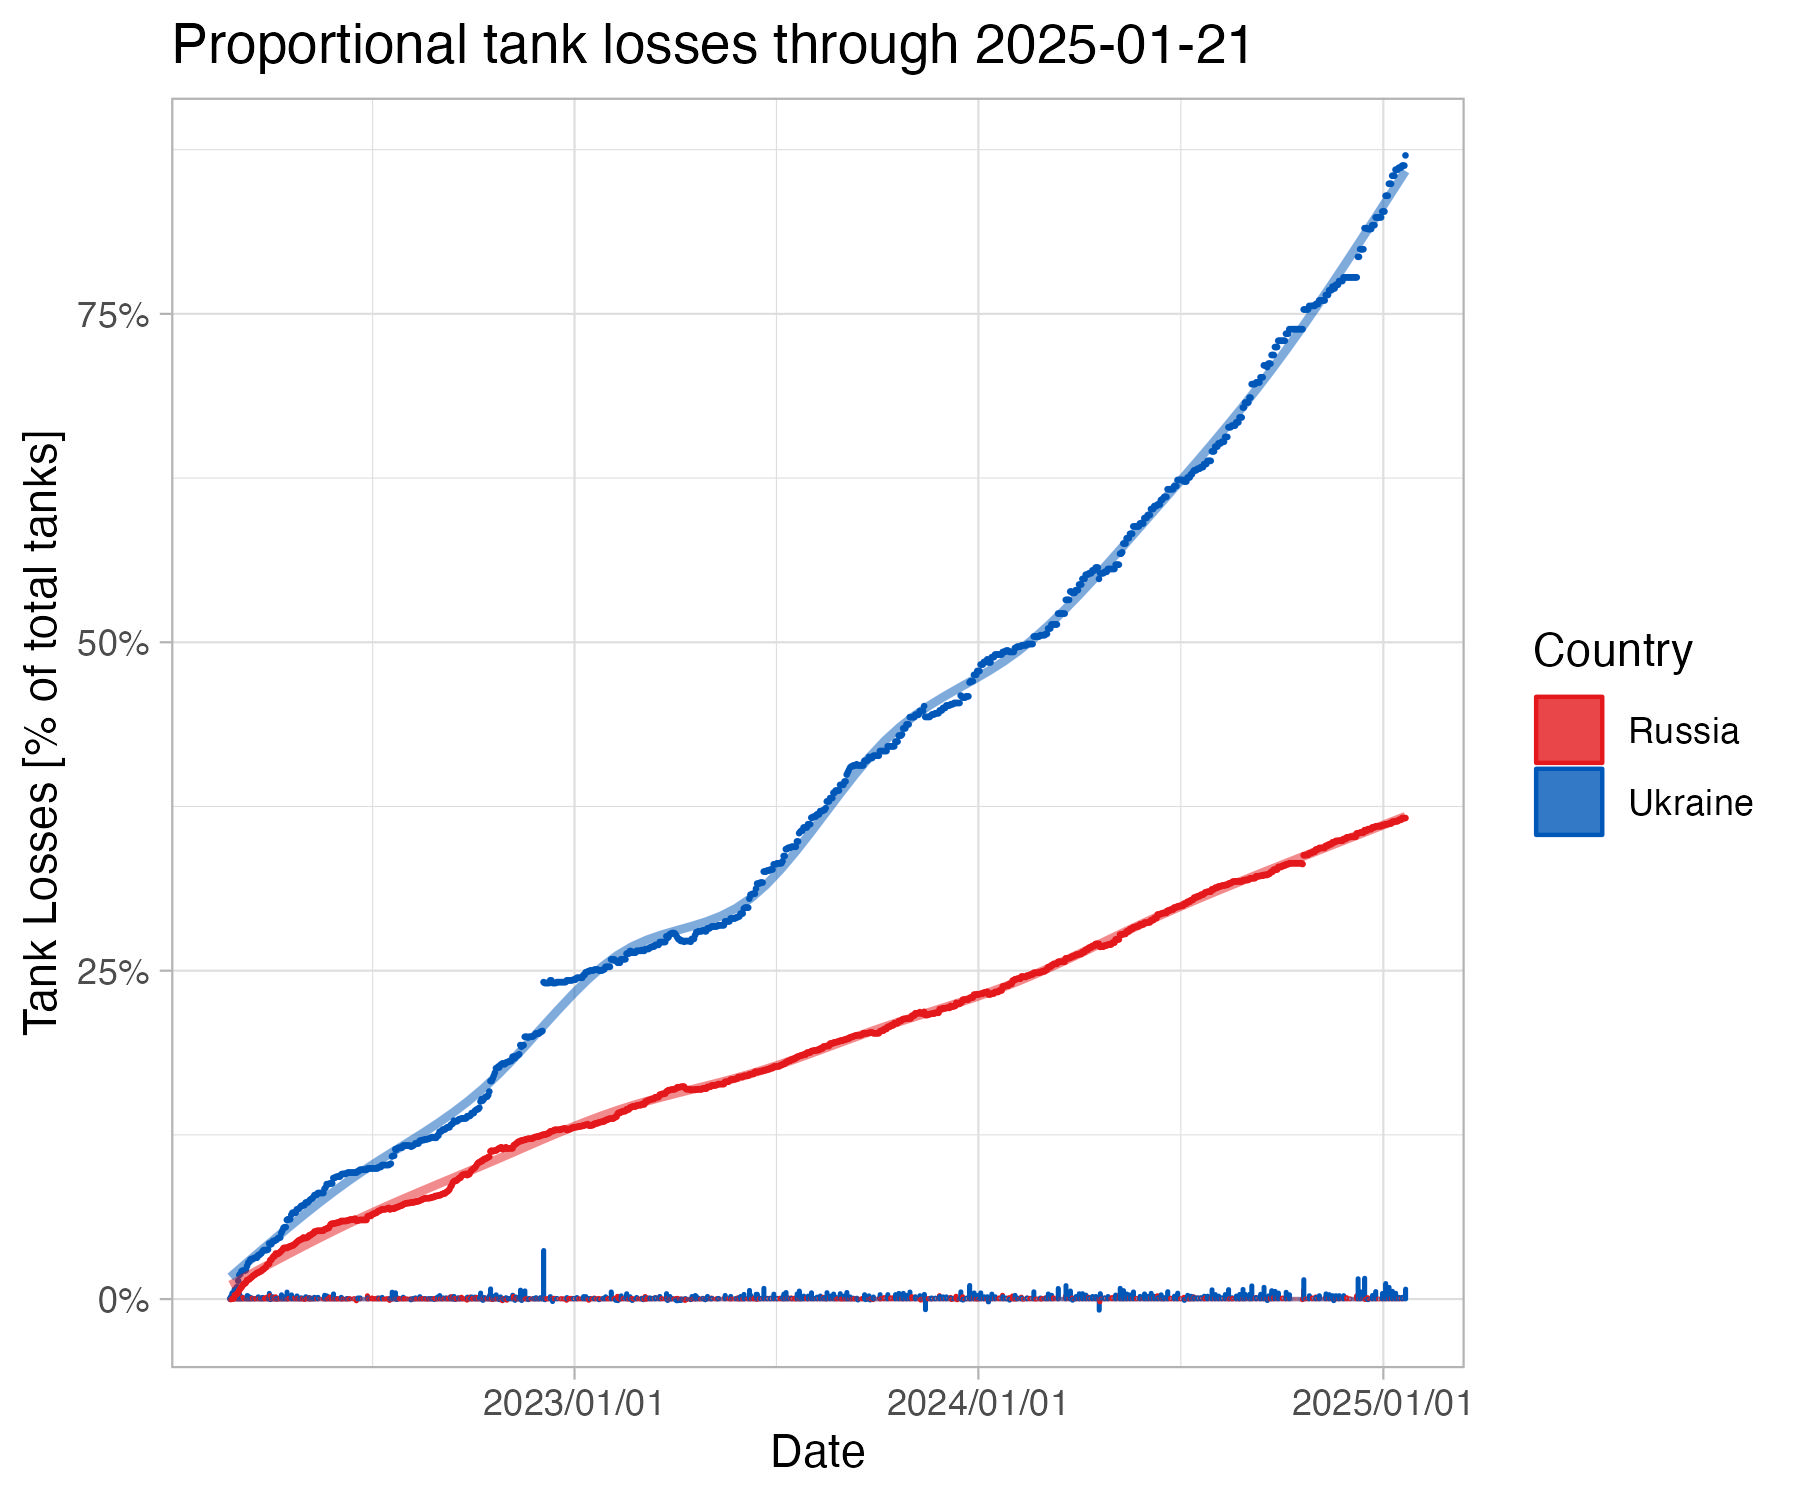 Proportional tank losses through 2025-01-21
Tank Losses [% of total tanks]
75%
50%
25%
0%
2023/01/01
2024/01/01
2025/01/01
Date
Country
Russia
Ukraine